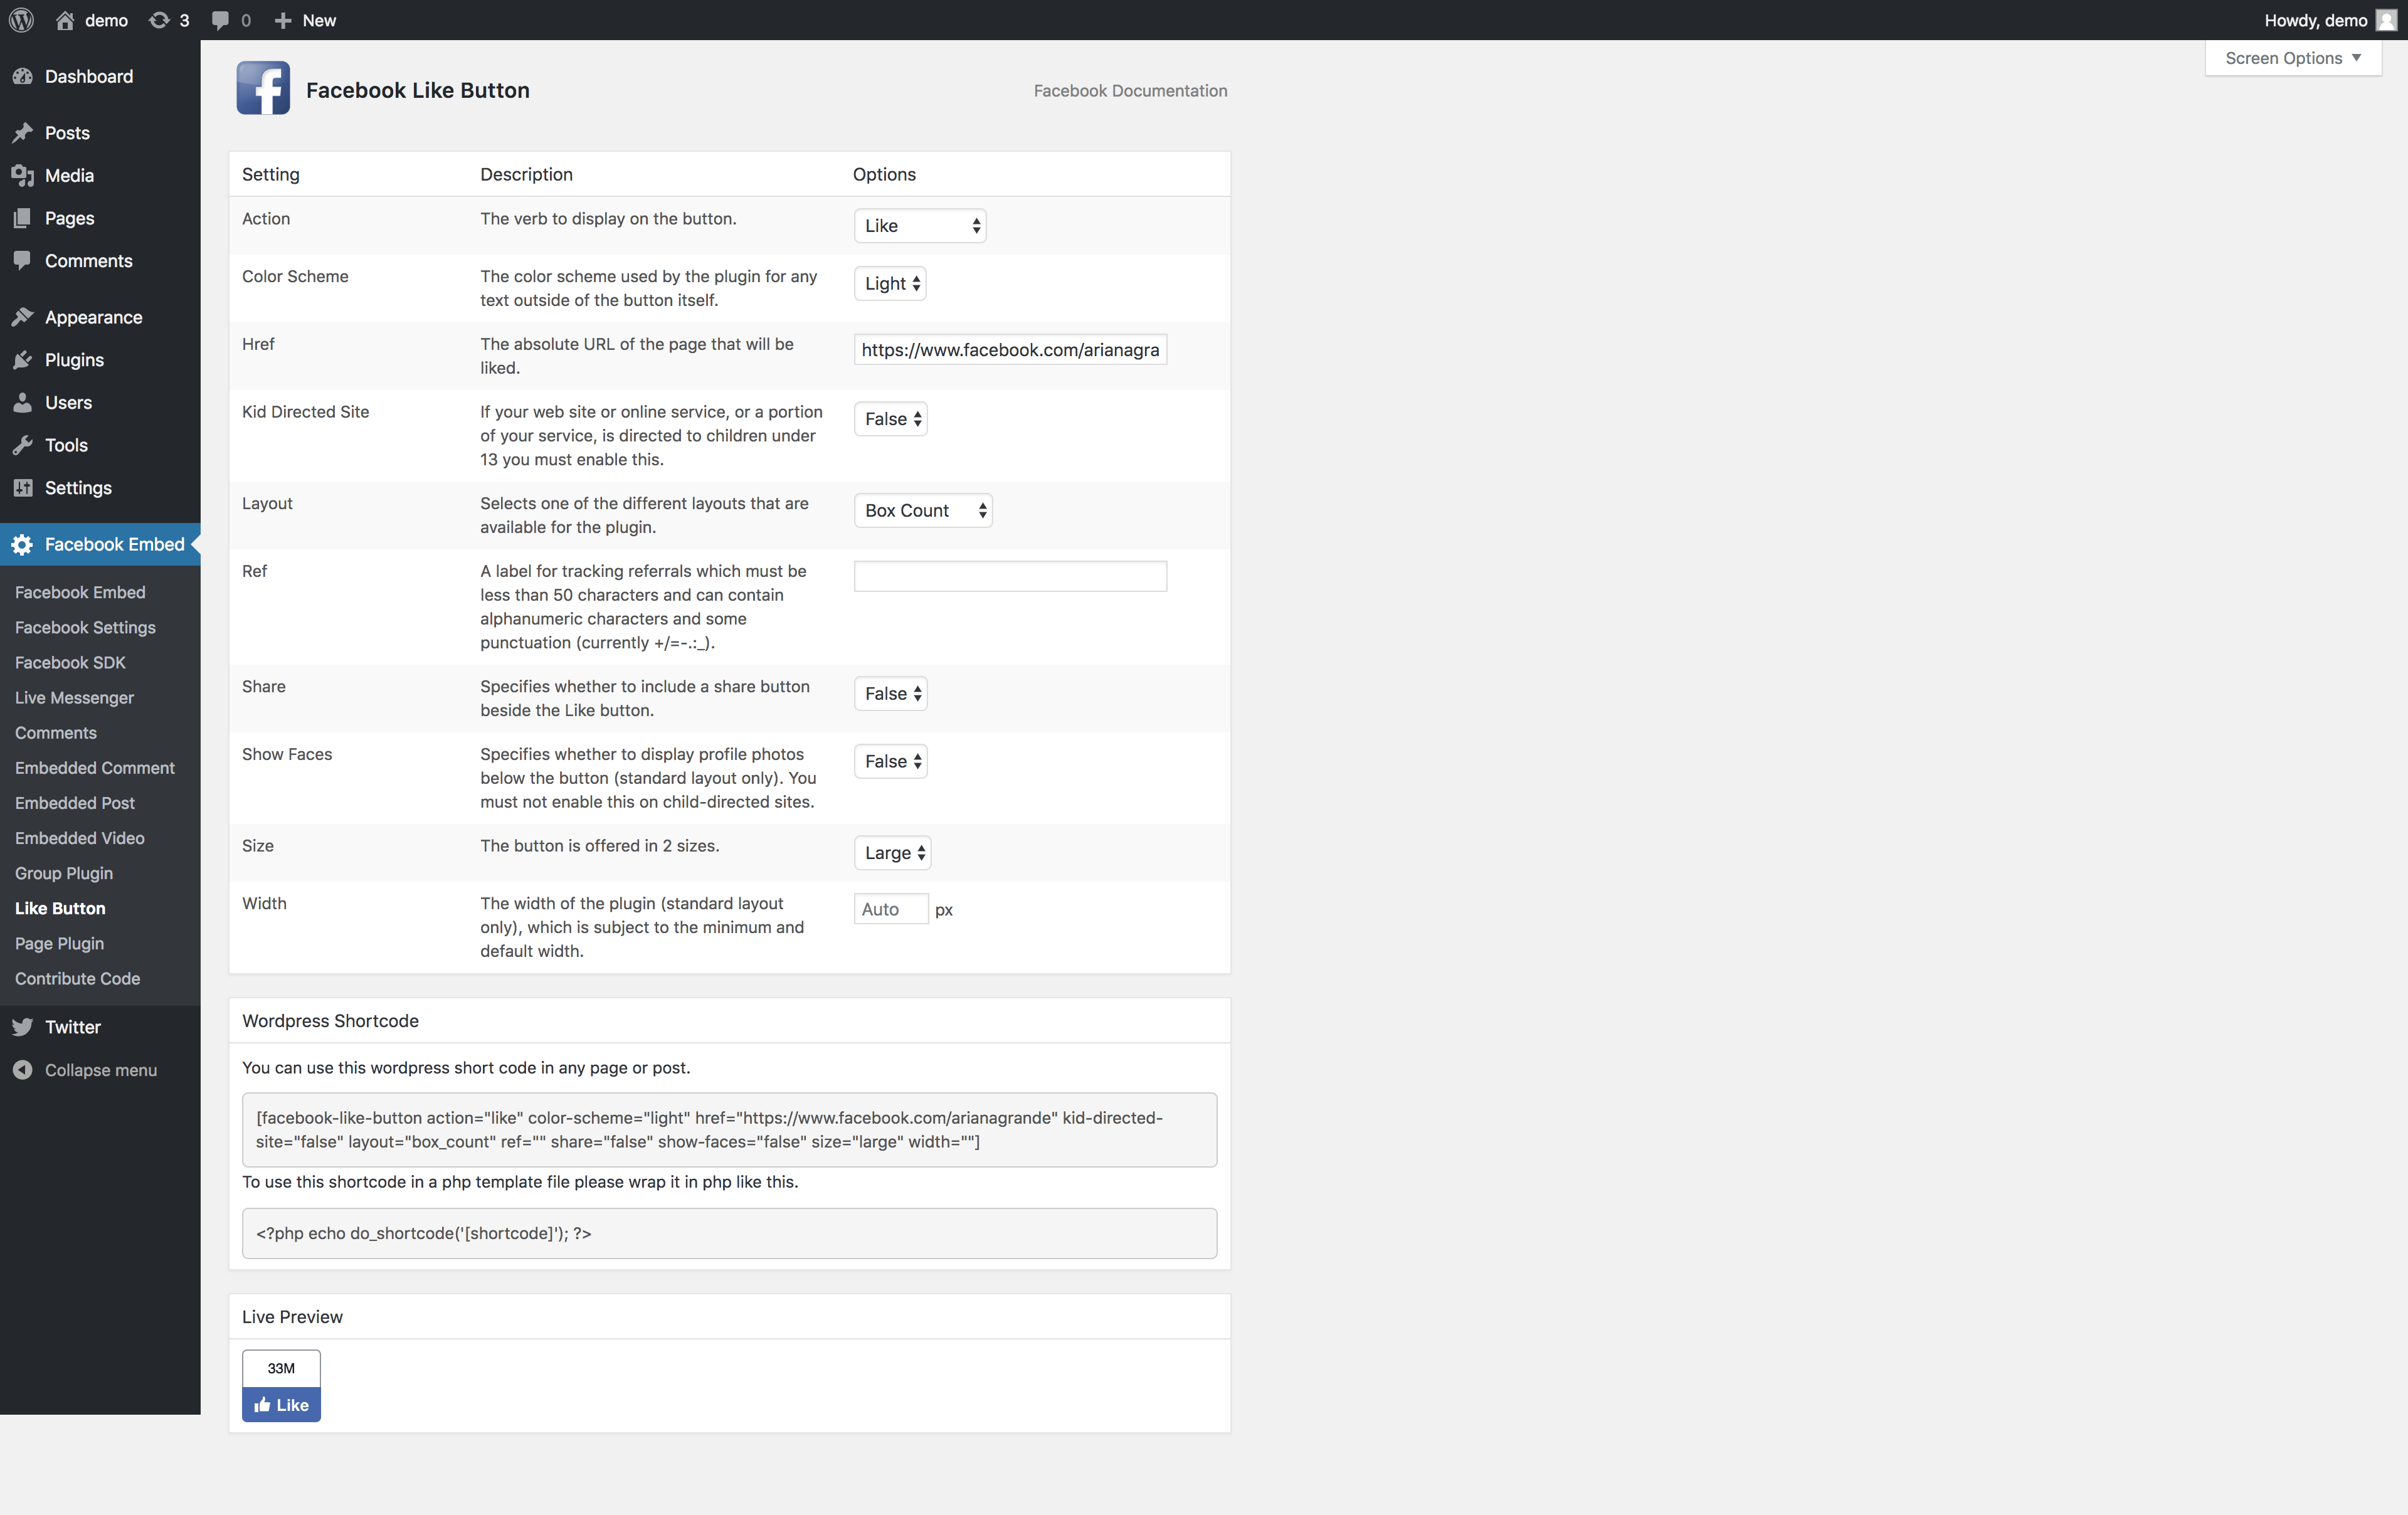 demo 3 0 New Howdy, demo
Screen Options
Dashboard
Posts
Media
Pages
Comments
Appearance
Plugins
Users
Tools
Settings
Facebook Embed
Facebook Embed
Facebook Settings
Facebook SDK
Live Messenger
Comments
Embedded Comment
Embedded Post
Embedded Video
Group Plugin
Like Button
Page Plugin
Contribute Code
Twitter
Collapse menu
Facebook Like Button Facebook Documentation
Setting Description Options
Action The verb to display on the button. Like
Color Scheme The color scheme used by the plugin for any Light
text outside of the button itself.
Href The absolute URL of the page that will be https://www.facebook.com/arianagra
liked.
Kid Directed Site If your web site or online service, or a portion False
of your service, is directed to children under
13 you must enable this.
Layout Selects one of the different layouts that are Box Count
available for the plugin.
Ref A label for tracking referrals which must be
less than 50 characters and can contain
alphanumeric characters and some
punctuation (currently +/=-.:_).
Share Specifies whether to include a share button False
beside the Like button.
Show Faces Specifies whether to display profile photos False
below the button (standard layout only). You
must not enable this on child-directed sites.
Size The button is offered in 2 sizes. Large
Width The width of the plugin (standard layout Auto px
only), which is subject to the minimum and
default width.
Wordpress Shortcode
You can use this wordpress short code in any page or post.
[facebook-like-button action="like" color-scheme="light" href="https://www.facebook.com/arianagrande" kid-directed-
site="false" layout="box_count" ref="" share="false" show-faces="false" size="large" width=""]
To use this shortcode in a php template file please wrap it in php like this.
<?php echo do_shortcode('[shortcode]'); ?>
Live Preview
33M
Like